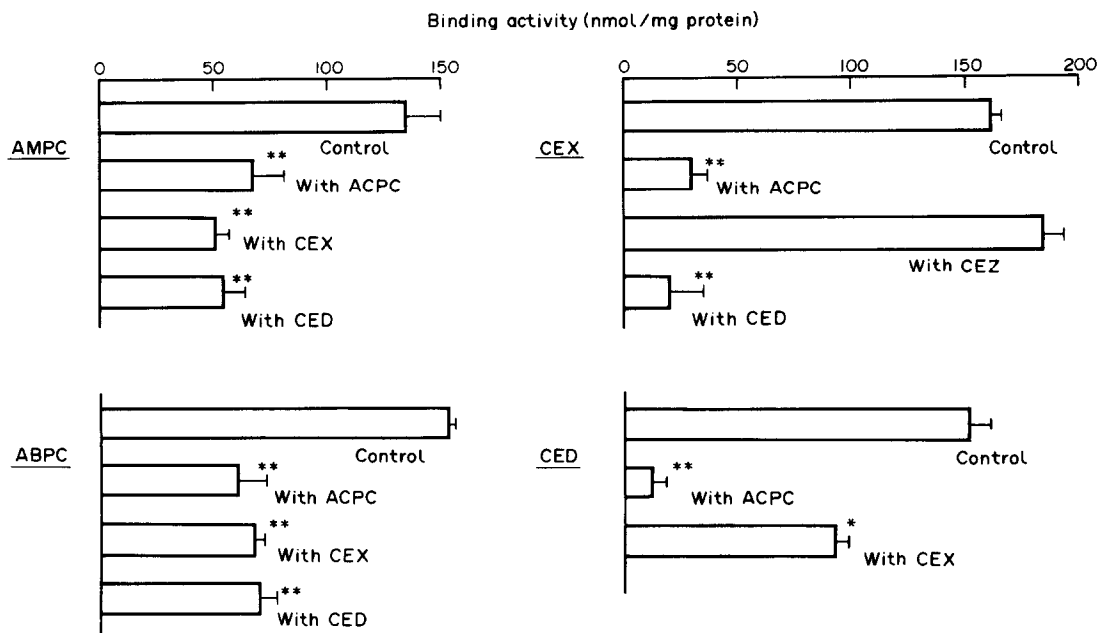 Binding activity (nmol/mg protein)
0 50 100 150
AMPC
Control
** With ACPC
** With CEX
** With CED
0 50 100 150 200
CEX
Control
** With ACPC
With CEZ
** With CED
ABPC
Control
** With ACPC
** With CEX
** With CED
CED
Control
** With ACPC
* With CEX